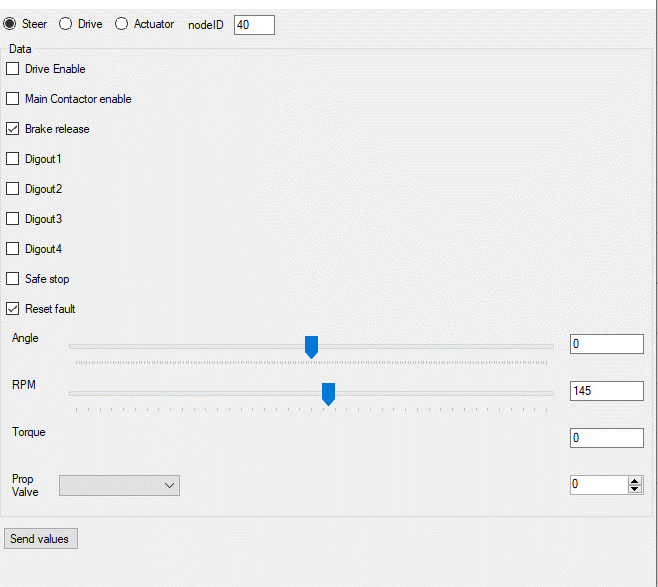 Steer Drive Actuator nodeID 40
Data
Drive Enable
Main Contactor enable
Brake release
Digout1
Digout2
Digout3
Digout4
Safe stop
Reset fault
Angle 0
RPM 145
Torque 0
Prop
Valve 0
Send values